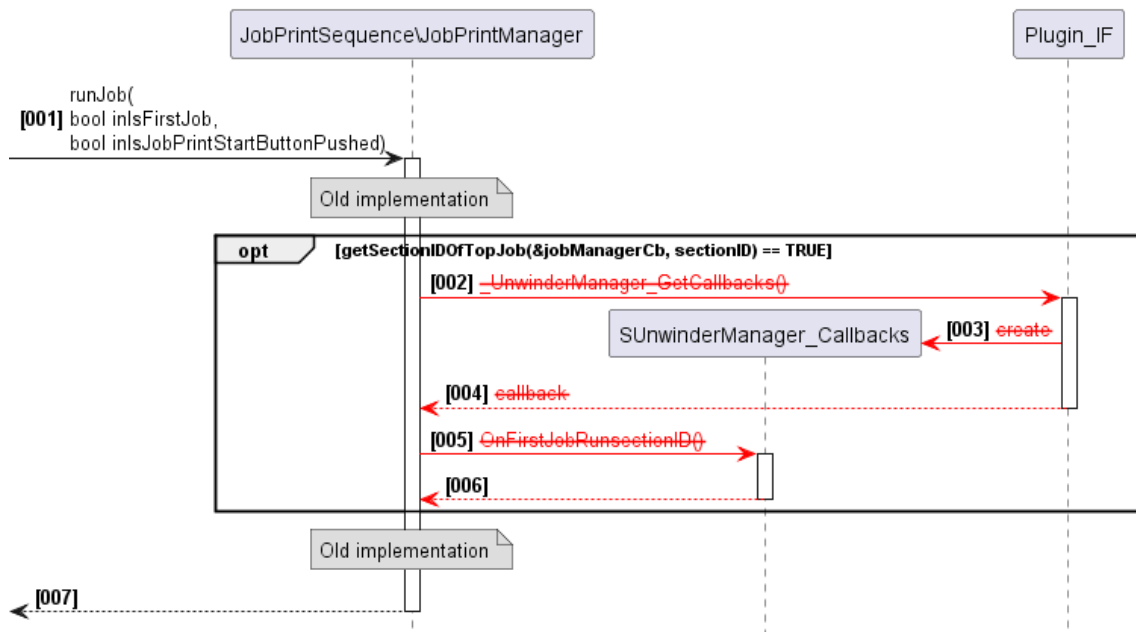 JobPrintSequence\JobPrintManager
Plugin_IF
runJob(
[001] bool inIsFirstJob,
bool inIsJobPrintStartButtonPushed)
Old implementation
opt [getSectionIDOfTopJob(&jobManagerCb, sectionID) == TRUE]
[002] _UnwinderManager_GetCallbacks()
SUnwinderManager_Callbacks
[003] create
[004] callback
[005] OnFirstJobRunsectionID()
[006]
Old implementation
[007]